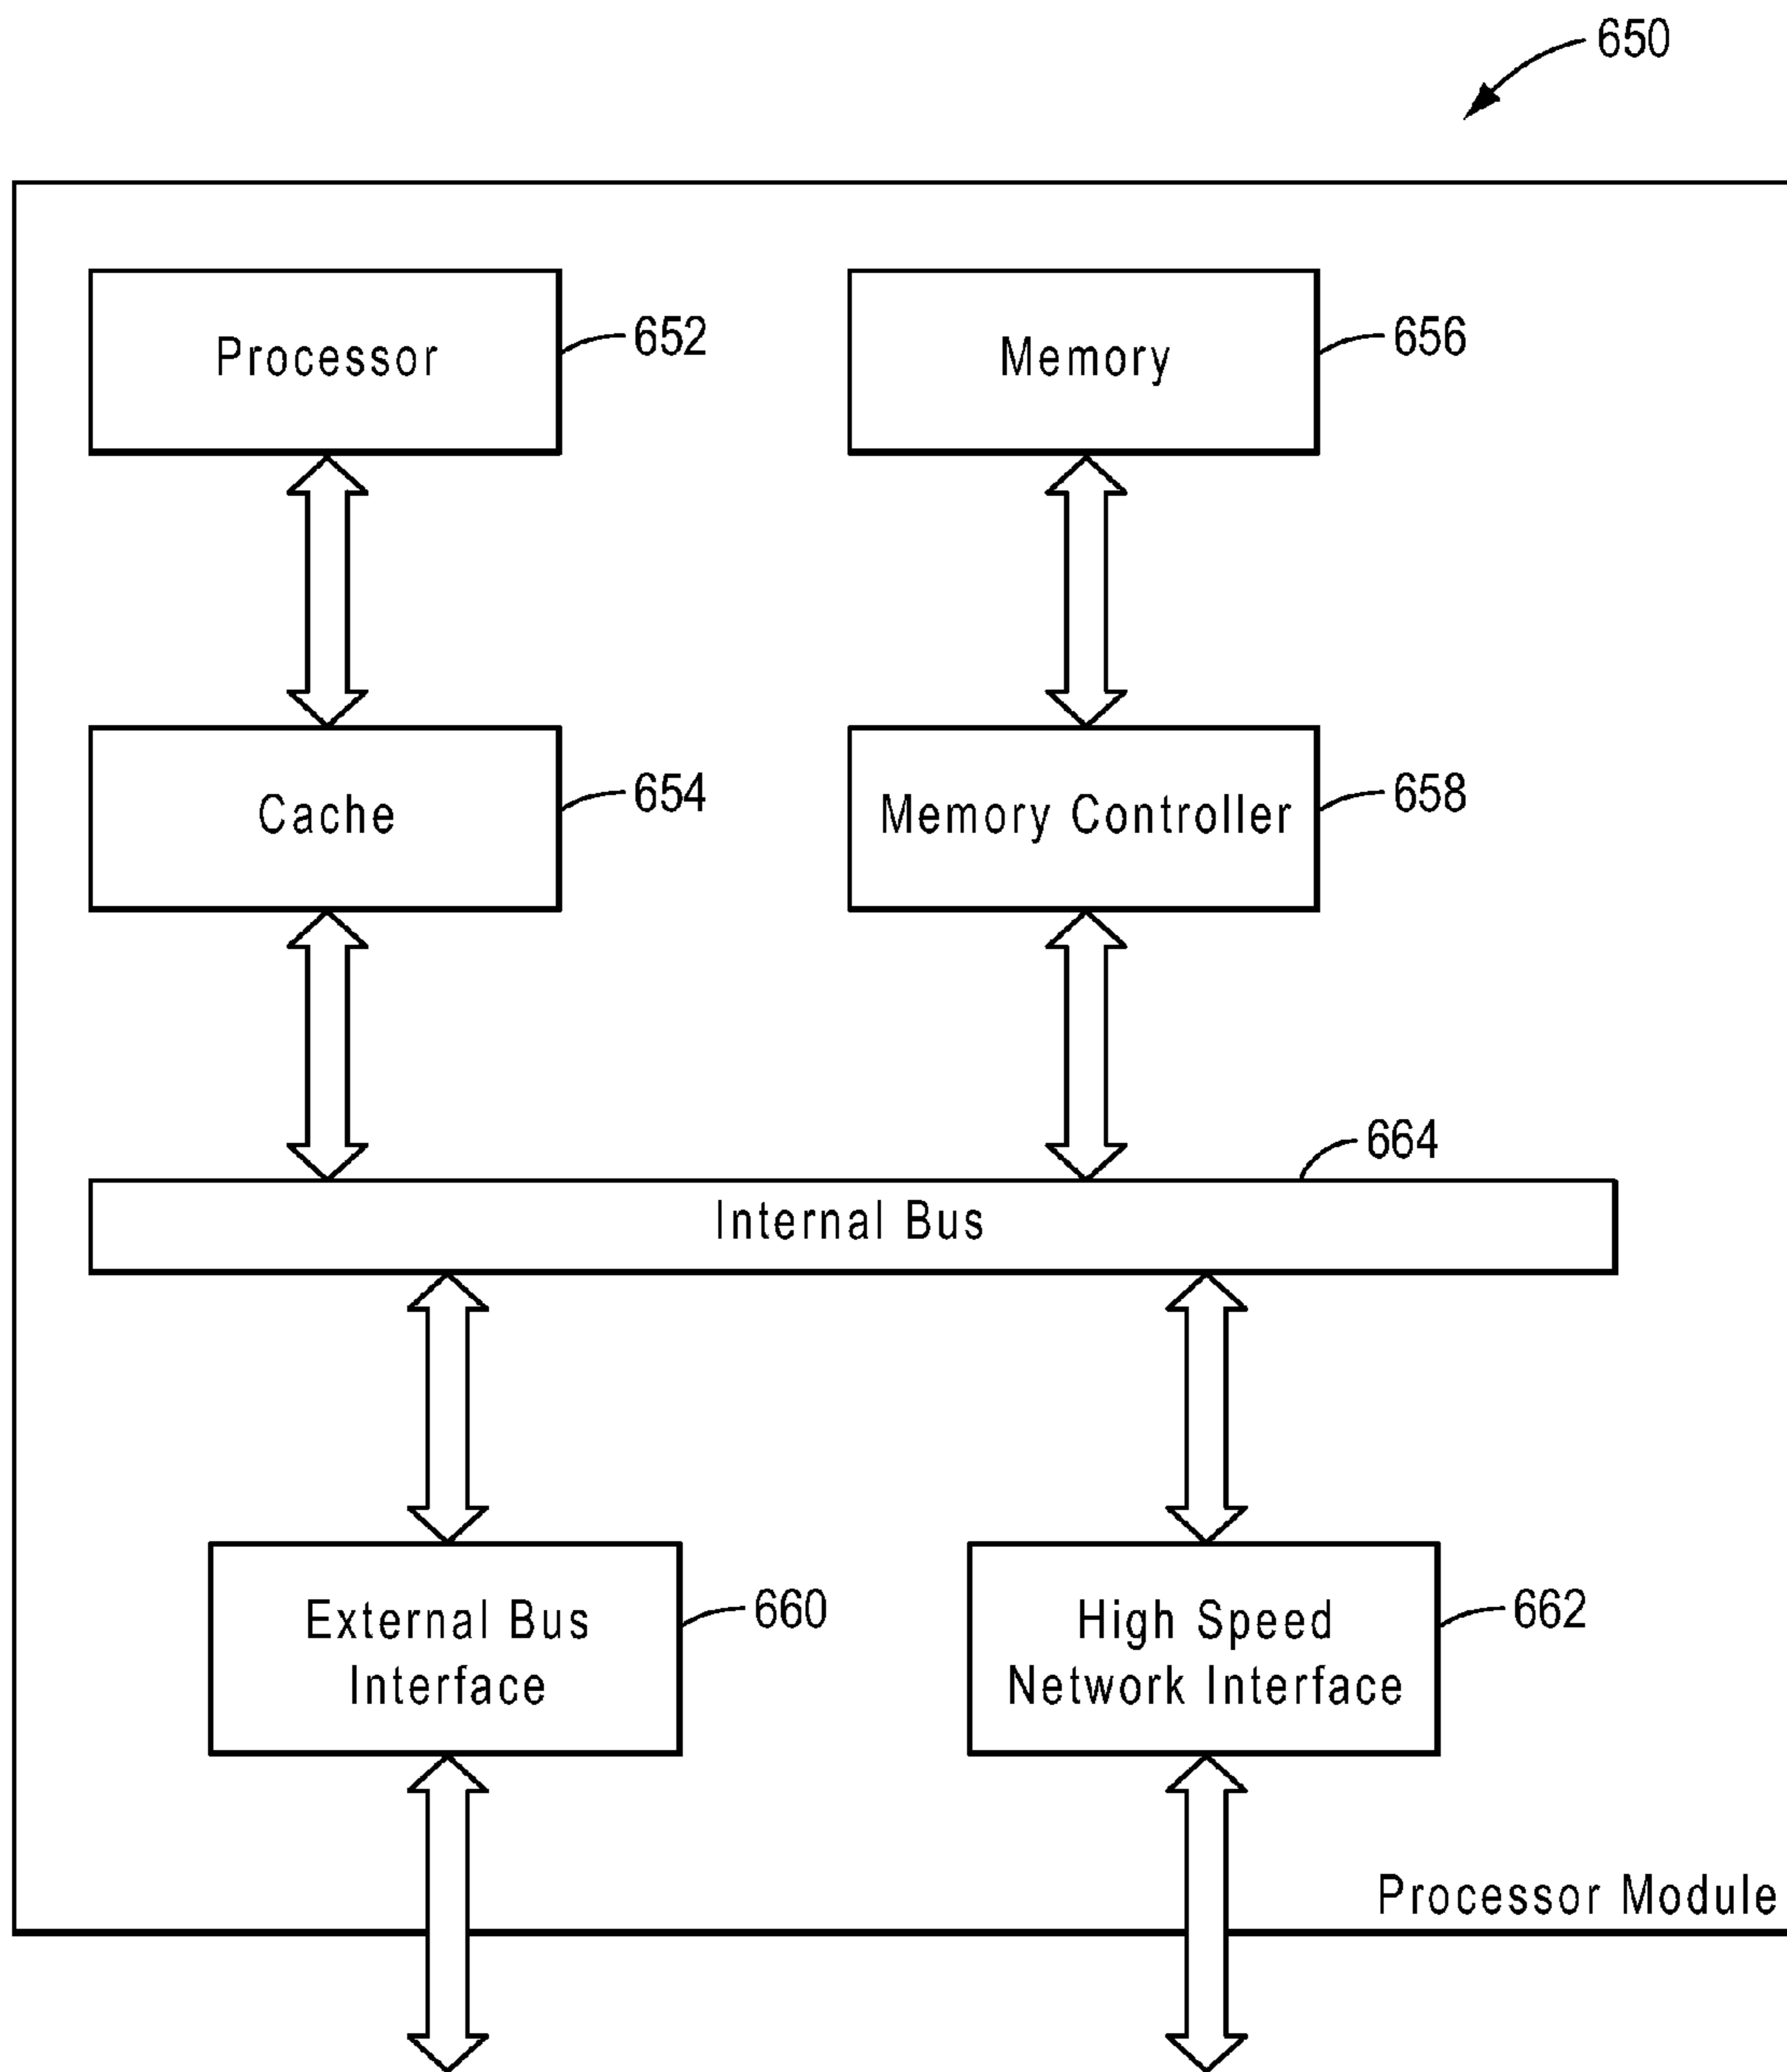 650
Processor
652
Memory
656
Cache
654
Memory Controller
658
664
Internal Bus
External Bus
Interface
660
High Speed
Network Interface
662
Processor Module